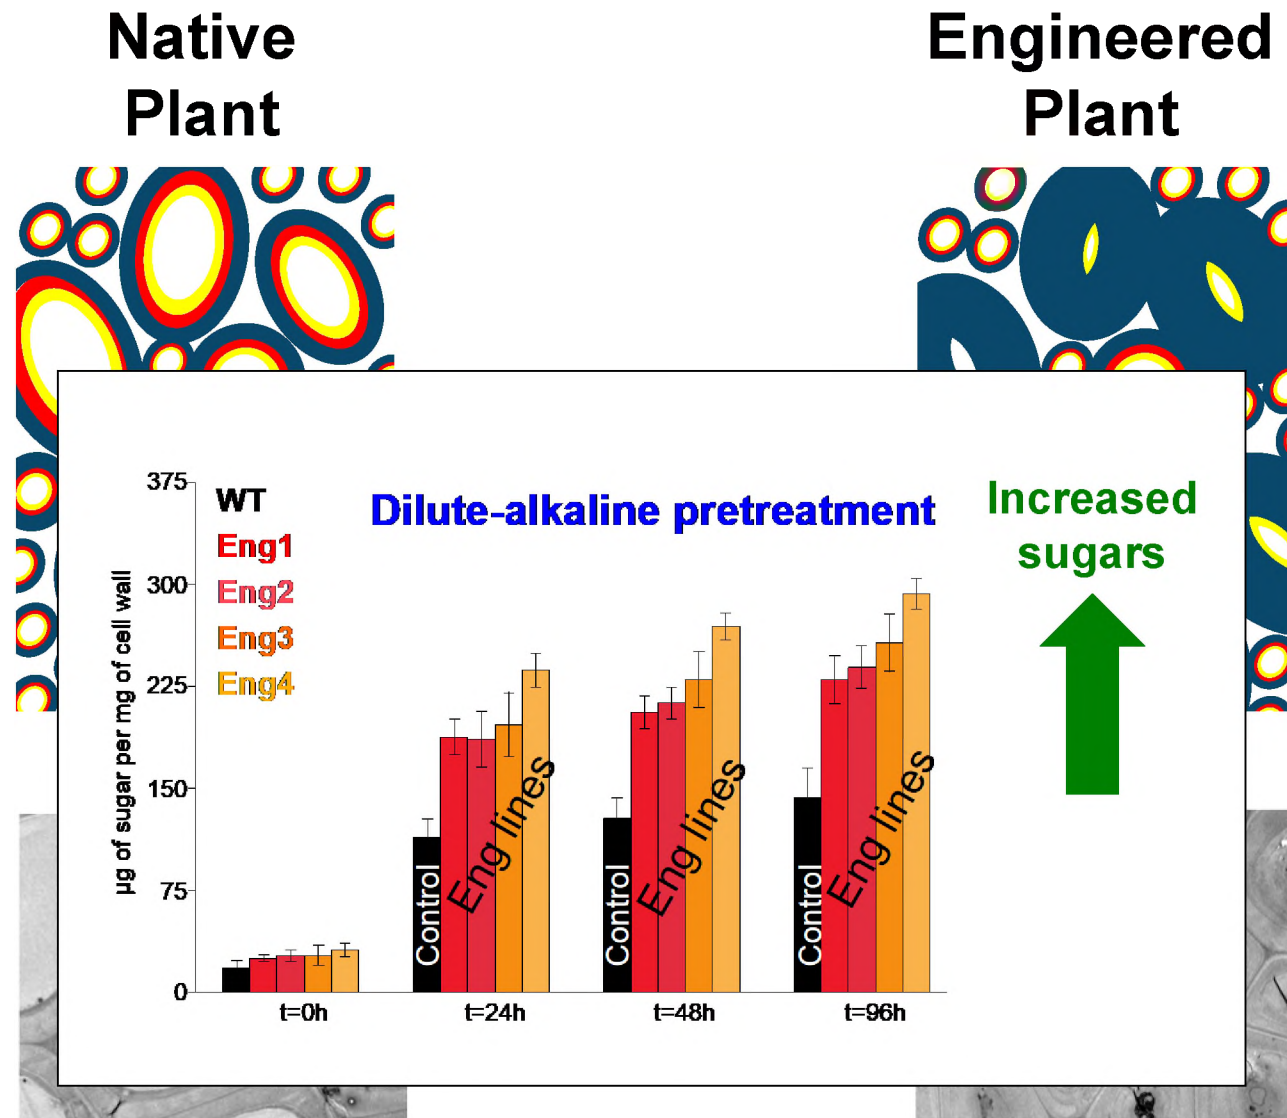 Native
Plant
Engineered
Plant
375
300
225
150
75
0
µg of sugar per mg of cell wall
WT
Eng1
Eng2
Eng3
Eng4
Dilute-alkaline pretreatment
Increased
sugars
Control
Eng lines
Control
Eng lines
Control
Eng lines
t=0h
t=24h
t=48h
t=96h